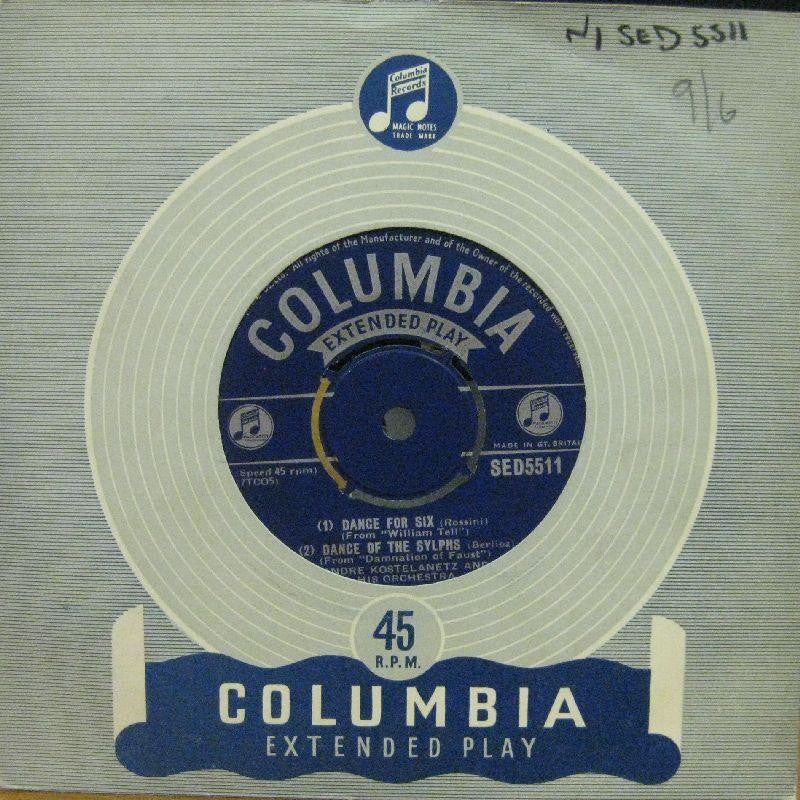 N1 SED 5511
9/6
Columbia
Records
MAGIC NOTES
TRADE MARK
All rights of the Manufacturer and of the Owner of the recorded work
COLUMBIA
EXTENDED PLAY
MADE IN GT. BRITAI
SED5511
Speed 45 rpm)
(1) DANCE FOR SIX (Rossini)
(From "William Tell")
(2) DANCE OF THE SYLPHS (Berlioz)
(From "Damnation of Faust")
NDRE KOSTELANETZ AND
HIS ORCHESTRA
45
R.P.M.
COLUMBIA
EXTENDED PLAY